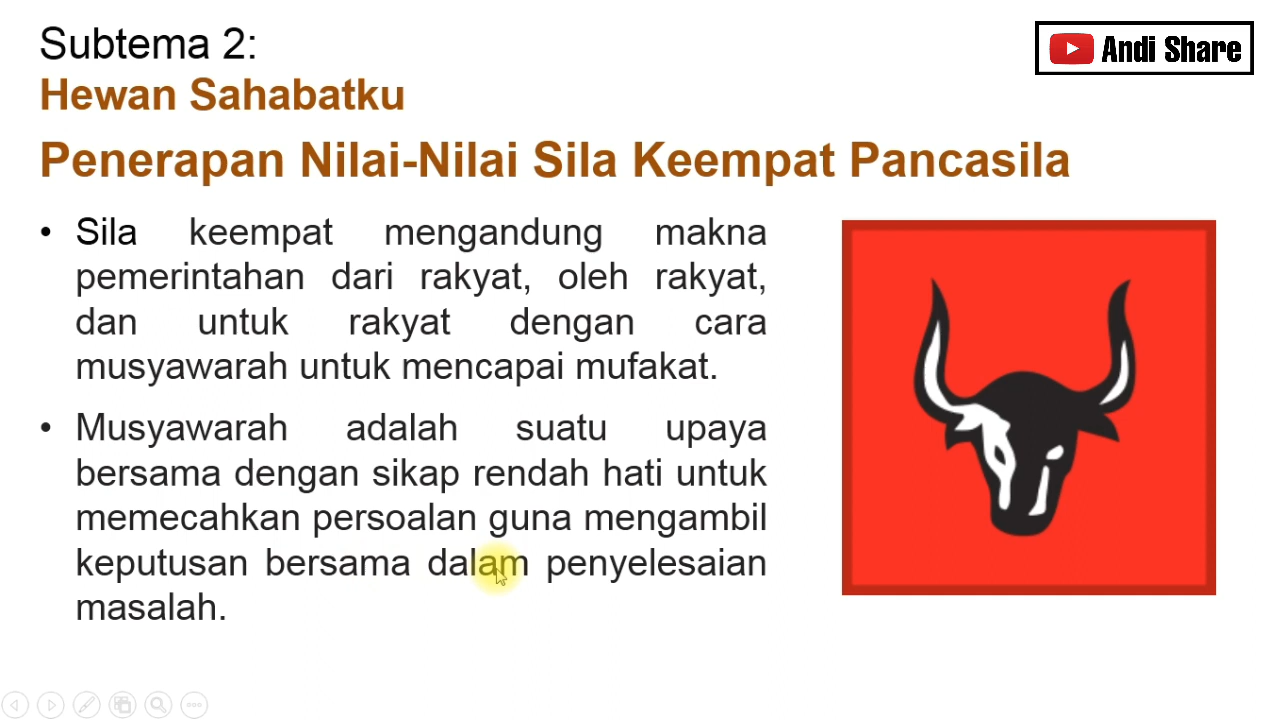 Subtema 2:
Andi Share
Hewan Sahabatku
Penerapan Nilai-Nilai Sila Keempat Pancasila
• Sila keempat mengandung makna
pemerintahan dari rakyat, oleh rakyat,
dan untuk rakyat dengan cara
musyawarah untuk mencapai mufakat.
• Musyawarah adalah suatu upaya
bersama dengan sikap rendah hati untuk
memecahkan persoalan guna mengambil
keputusan bersama dalam penyelesaian
masalah.